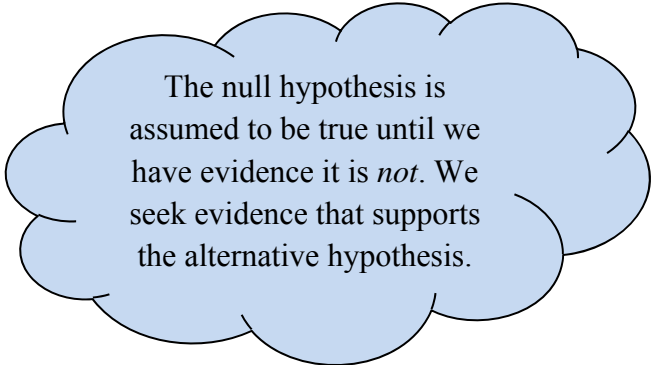 The null hypothesis is
assumed to be true until we
have evidence it is not. We
seek evidence that supports
the alternative hypothesis.